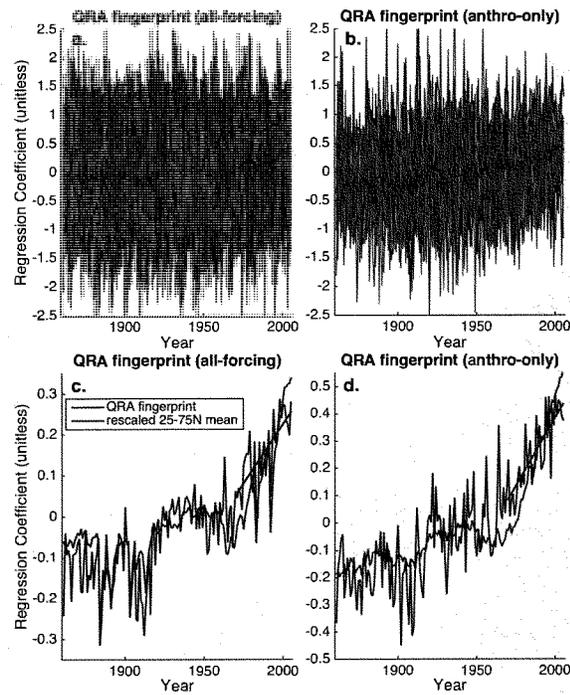 QRA fingerprint (all-forcing)
QRA fingerprint (anthro-only)
a.
b.
2.5
2
1.5
1
0.5
0
-0.5
-1
-1.5
-2
-2.5
Regression Coefficient (unitless)
2.5
2
1.5
1
0.5
0
-0.5
-1
-1.5
-2
-2.5
1900 1950 2000
Year
1900 1950 2000
Year
QRA fingerprint (all-forcing)
QRA fingerprint (anthro-only)
c.
d.
QRA fingerprint
rescaled 25-75N mean
0.3
0.2
0.1
0
-0.1
-0.2
-0.3
Regression Coefficient (unitless)
0.5
0.4
0.3
0.2
0.1
0
-0.1
-0.2
-0.3
-0.4
-0.5
1900 1950 2000
Year
1900 1950 2000
Year